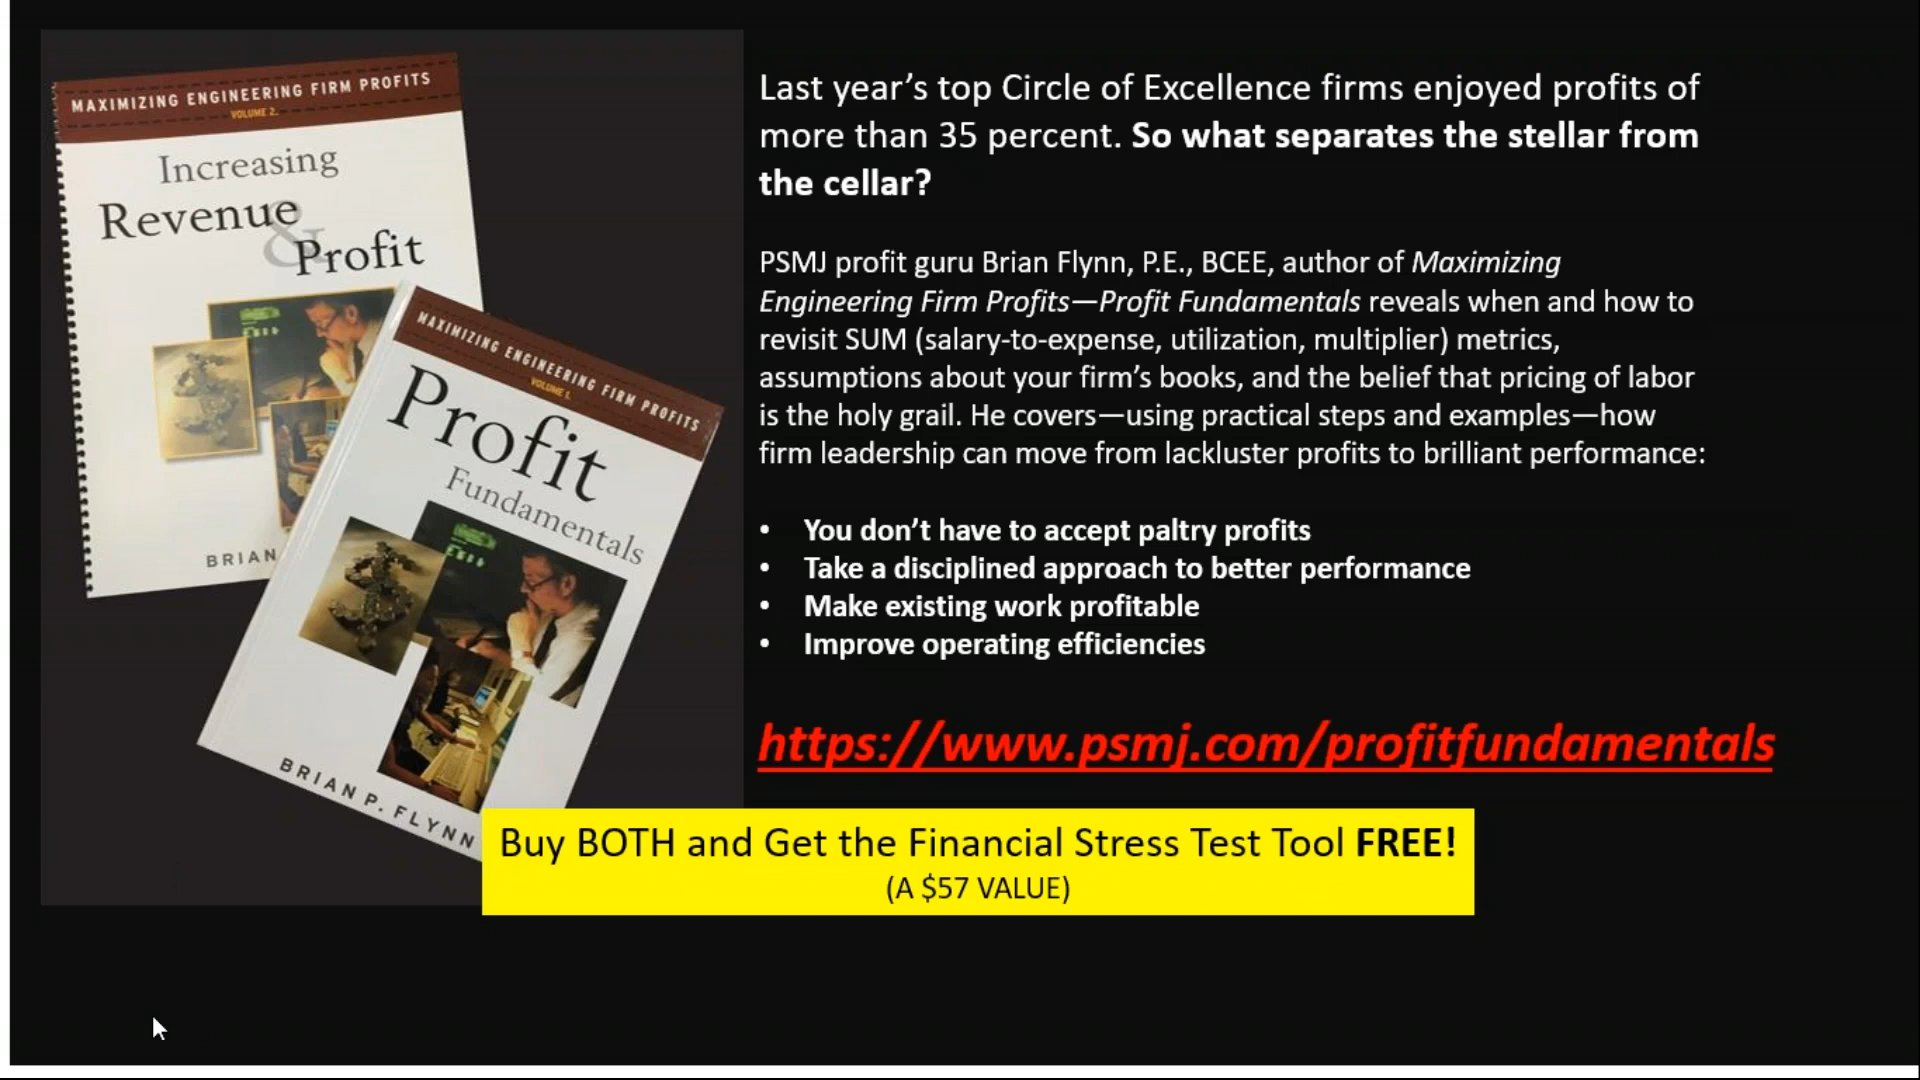 MAXIMIZING ENGINEERING FIRM PROFITS
VOLUME 2.
Increasing
Revenue
&
Profit
BRIAN
MAXIMIZING ENGINEERING FIRM PROFITS
VOLUME 1.
Profit
Fundamentals
BRIAN P. FLYNN
Last year’s top Circle of Excellence firms enjoyed profits of
more than 35 percent. So what separates the stellar from
the cellar?
PSMJ profit guru Brian Flynn, P.E., BCEE, author of Maximizing
Engineering Firm Profits—Profit Fundamentals reveals when and how to
revisit SUM (salary-to-expense, utilization, multiplier) metrics,
assumptions about your firm’s books, and the belief that pricing of labor
is the holy grail. He covers—using practical steps and examples—how
firm leadership can move from lackluster profits to brilliant performance:
• You don’t have to accept paltry profits
• Take a disciplined approach to better performance
• Make existing work profitable
• Improve operating efficiencies
https://www.psmj.com/profitfundamentals
Buy BOTH and Get the Financial Stress Test Tool FREE!
(A $57 VALUE)